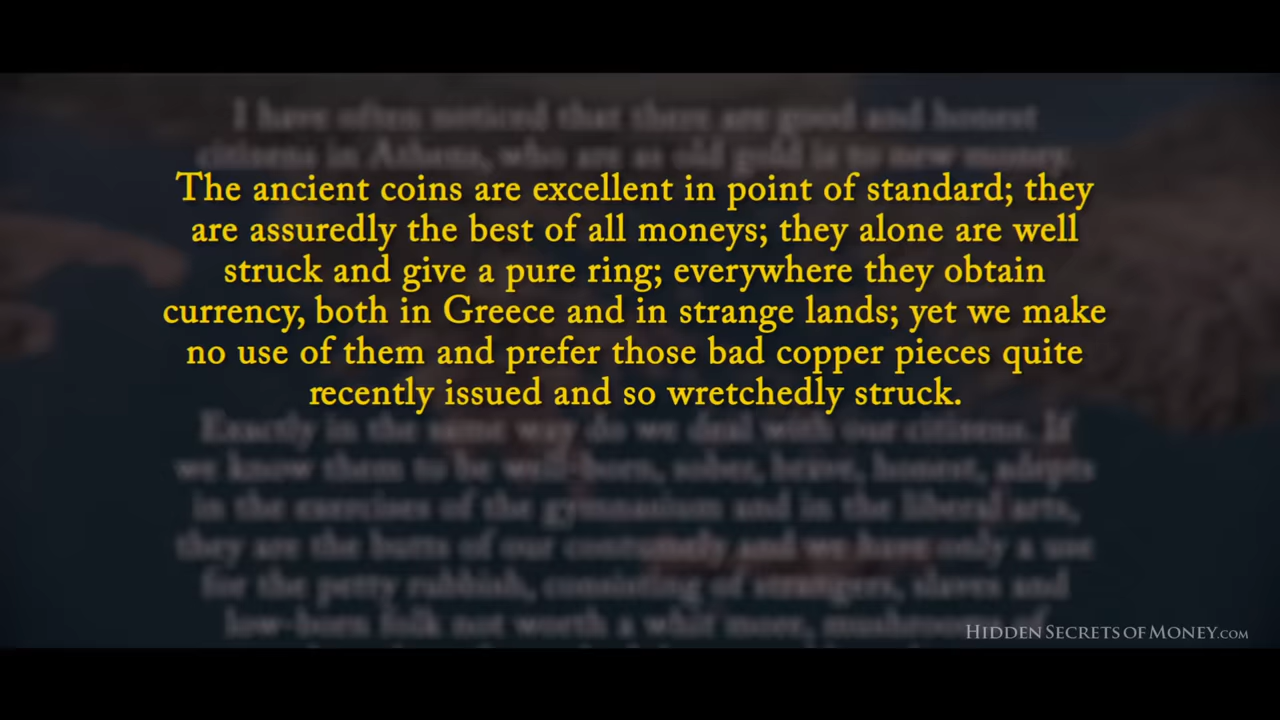 I have often noticed that there are good and honest
citizens in Athens, who are as old gold is to new money.
The ancient coins are excellent in point of standard; they
are assuredly the best of all moneys; they alone are well
struck and give a pure ring; everywhere they obtain
currency, both in Greece and in strange lands; yet we make
no use of them and prefer those bad copper pieces quite
recently issued and so wretchedly struck.
Exactly in the same way do we deal with our citizens. If
we know them to be well-born, sober, brave, honest, adepts
in the exercises of the gymnasium and in the liberal arts,
they are the butts of our contumely and we have only a use
for the petty rubbish, consisting of strangers, slaves and
low-born folk not worth a whit more, mushrooms of
HIDDEN SECRETS OF MONEY.COM